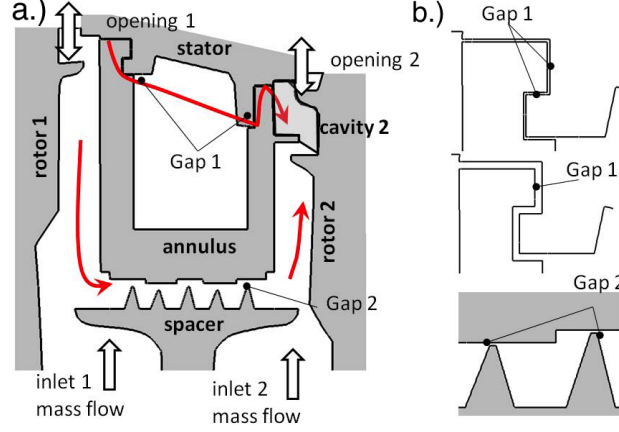 a.)
opening 1
stator
opening 2
cavity 2
Gap 1
rotor 1
rotor 2
annulus
Gap 2
spacer
inlet 1
mass flow
inlet 2
mass flow
b.)
Gap 1
Gap 1
Gap 2